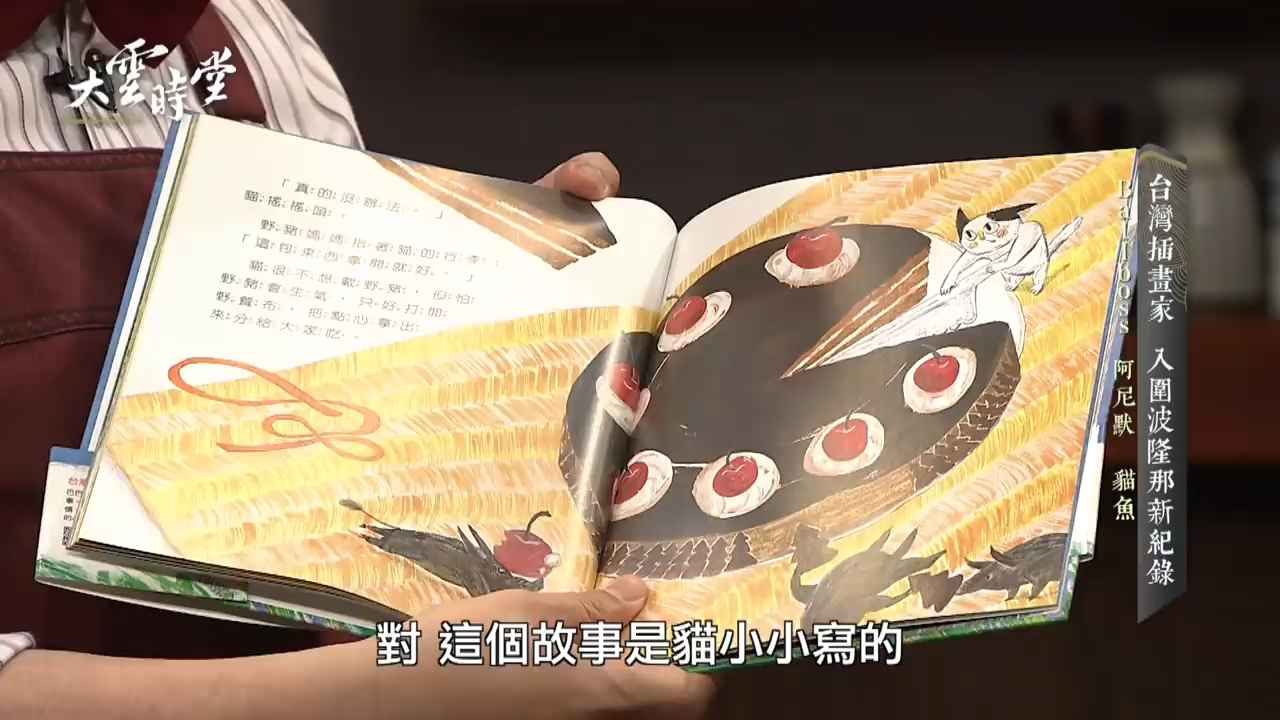 大雲時堂
「真的沒辦法。」
貓搖搖頭。
野豬媽媽指著貓的行李：
「這包東西拿開就好。」
貓很不想載野豬，但怕
野豬會生氣，只好打開
野餐布，把點心拿出
來分給大家吃。
台灣插畫家 入圍波隆那新紀錄
Balrboss 阿尼默 貓魚
對 這個故事是貓小小寫的